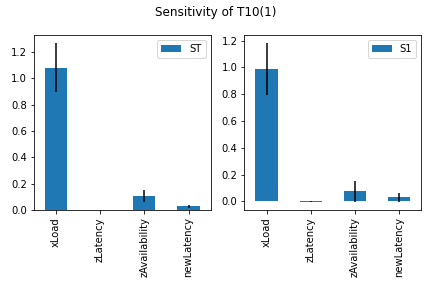 Sensitivity of T10(1)
ST
1.2
1.0
0.8
0.6
0.4
0.2
0.0
xLoad
zLatency
zAvailability
newLatency
S1
1.2
1.0
0.8
0.6
0.4
0.2
0.0
xLoad
zLatency
zAvailability
newLatency